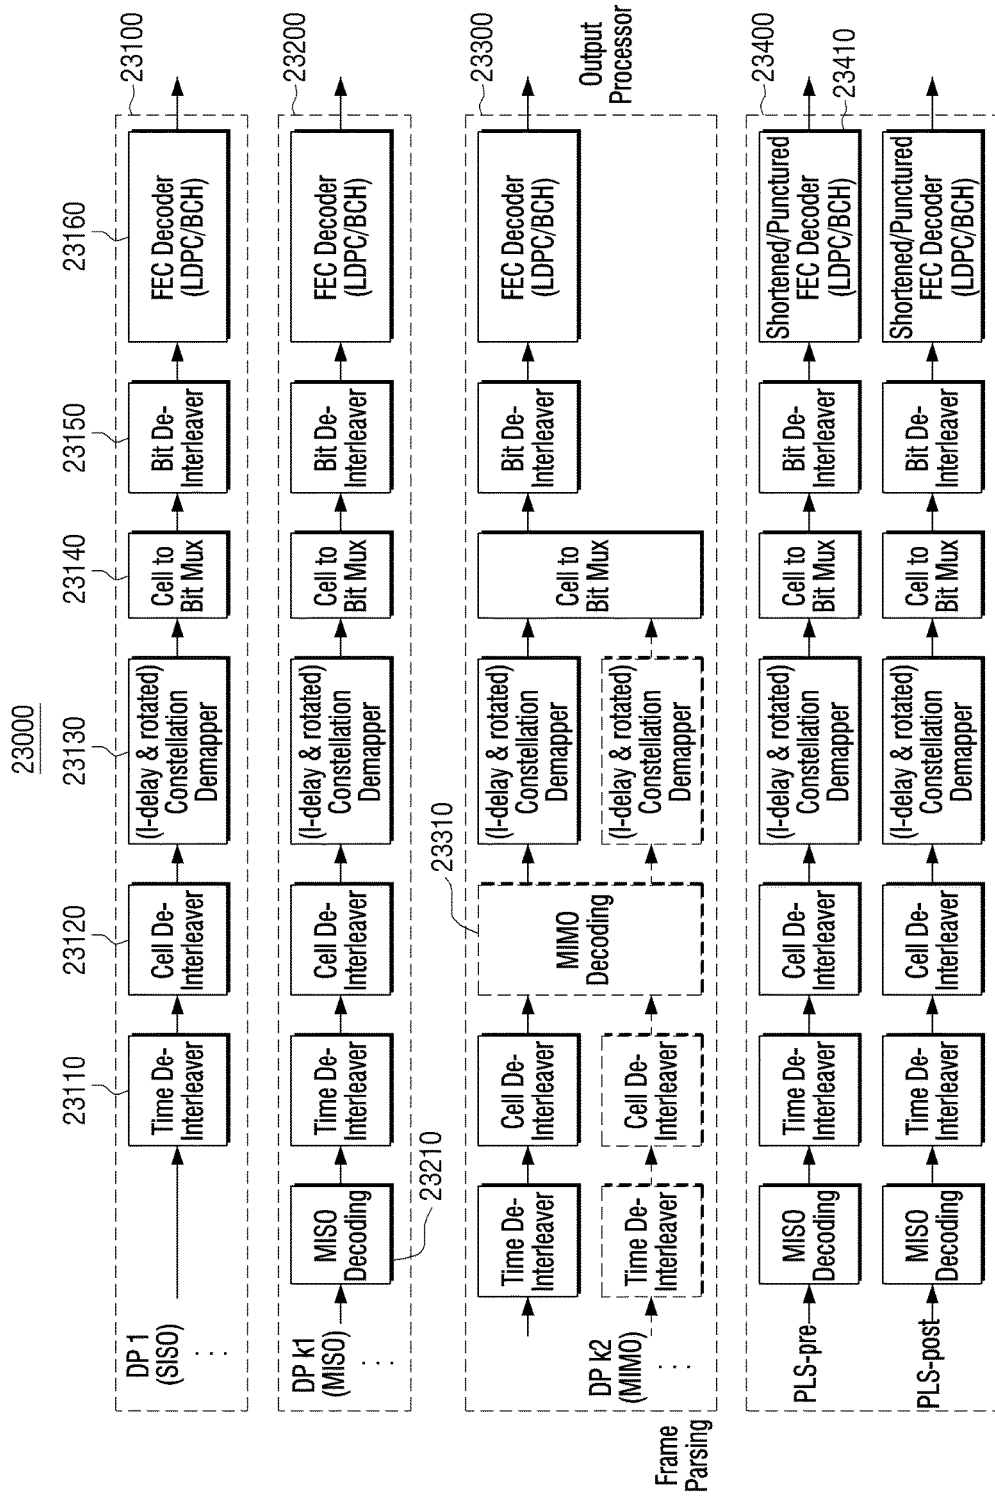 23000
23110
23120
23130
23140
23150
23160
23100
DP 1
(SISO)
Time De-
Interleaver
Cell De-
Interleaver
(I-delay & rotated)
Constellation
Demapper
Cell to
Bit Mux
Bit De-
Interleaver
FEC Decoder
(LDPC/BCH)
23200
DP k1
(MISO)
MISO
Decoding
23210
Time De-
Interleaver
Cell De-
Interleaver
(I-delay & rotated)
Constellation
Demapper
Cell to
Bit Mux
Bit De-
Interleaver
FEC Decoder
(LDPC/BCH)
23300
23310
Time De-
Interleaver
Cell De-
Interleaver
MIMO
Decoding
(I-delay & rotated)
Constellation
Demapper
Cell to
Bit Mux
Bit De-
Interleaver
FEC Decoder
(LDPC/BCH)
DP k2
(MIMO)
Time De-
Interleaver
Cell De-
Interleaver
(I-delay & rotated)
Constellation
Demapper
Output
Processor
Frame
Parsing
23400
PLS-pre
MISO
Decoding
Time De-
Interleaver
Cell De-
Interleaver
(I-delay & rotated)
Constellation
Demapper
Cell to
Bit Mux
Bit De-
Interleaver
Shortened/Punctured
FEC Decoder
(LDPC/BCH)
23410
PLS-post
MISO
Decoding
Time De-
Interleaver
Cell De-
Interleaver
(I-delay & rotated)
Constellation
Demapper
Cell to
Bit Mux
Bit De-
Interleaver
Shortened/Punctured
FEC Decoder
(LDPC/BCH)